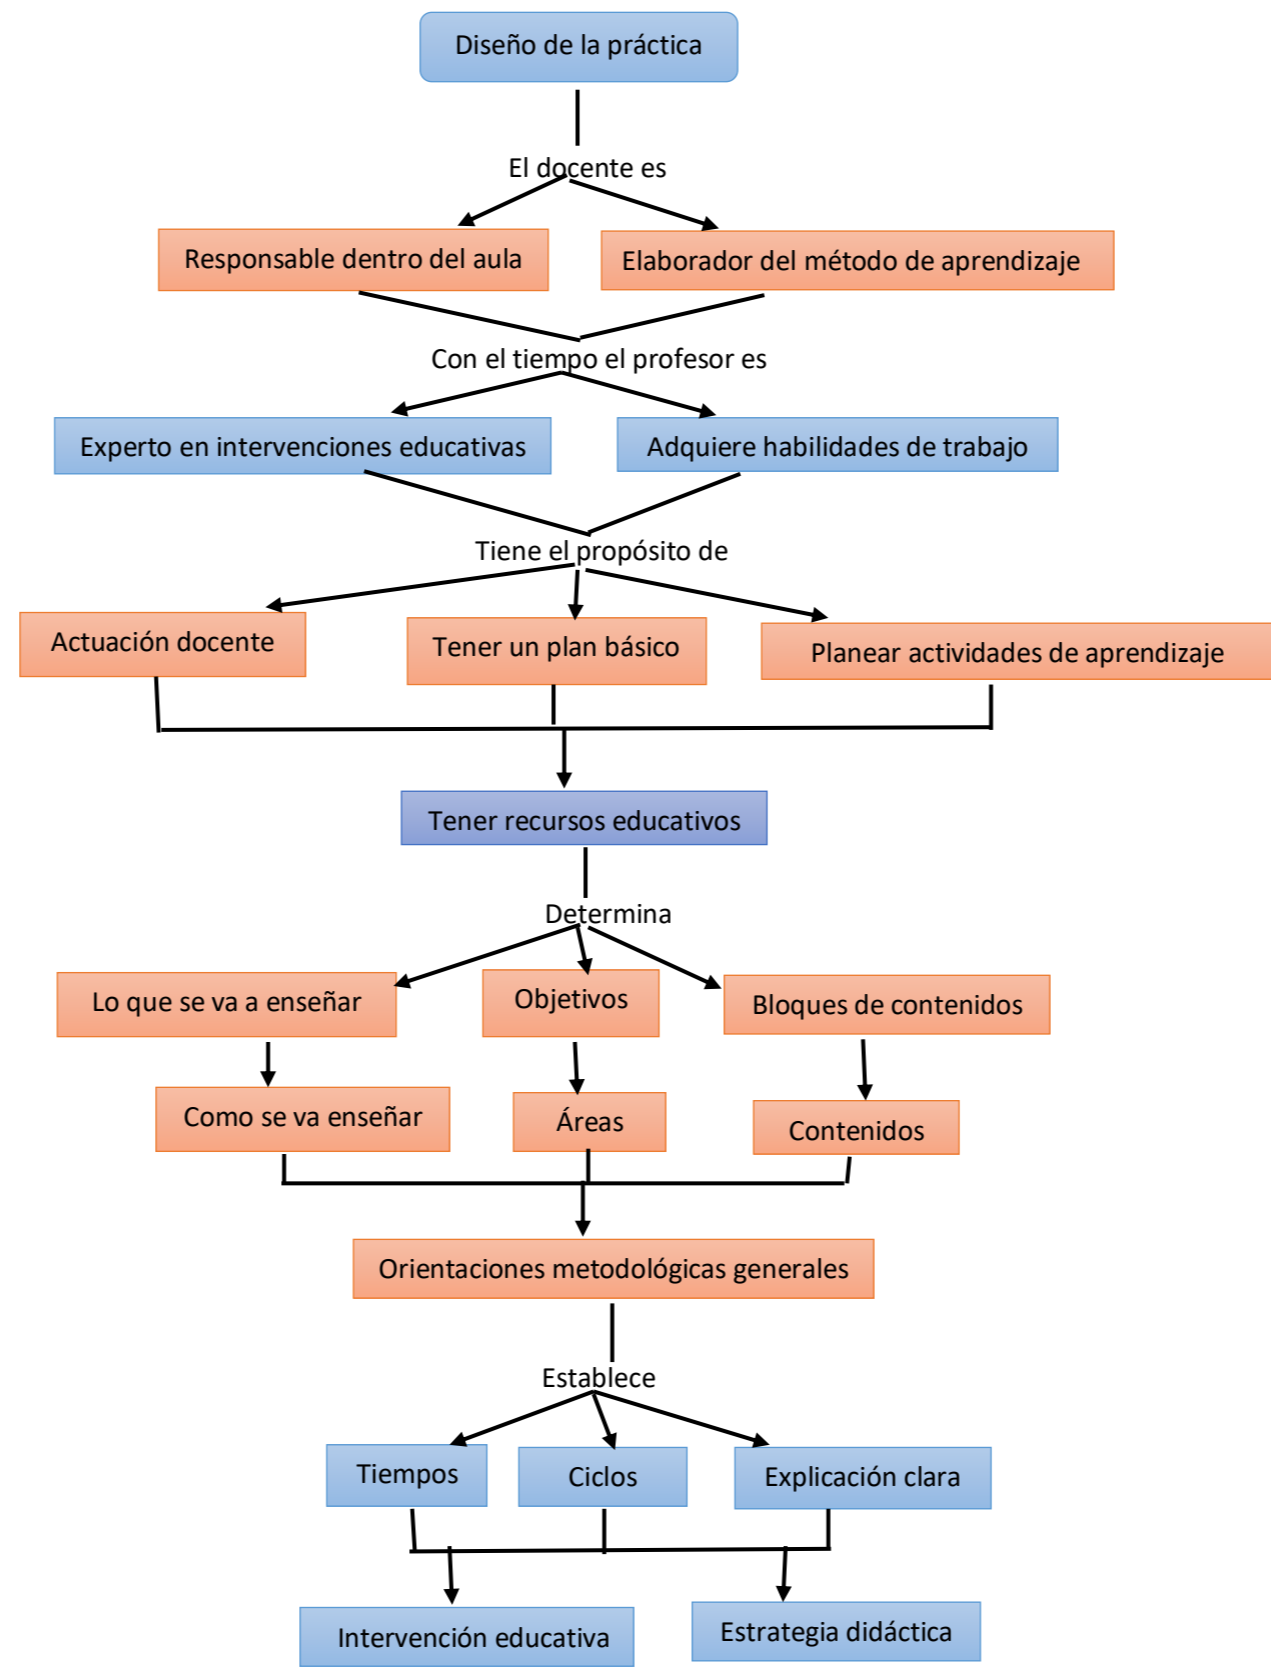 Diseño de la práctica
El docente es
Responsable dentro del aula
Elaborador del método de aprendizaje
Con el tiempo el profesor es
Experto en intervenciones educativas
Adquiere habilidades de trabajo
Tiene el propósito de
Actuación docente
Tener un plan básico
Planear actividades de aprendizaje
Tener recursos educativos
Determina
Lo que se va a enseñar
Objetivos
Bloques de contenidos
Como se va enseñar
Áreas
Contenidos
Orientaciones metodológicas generales
Establece
Tiempos
Ciclos
Explicación clara
Intervención educativa
Estrategia didáctica